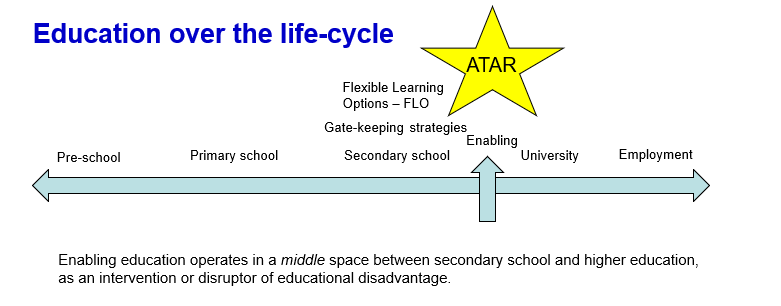 Education over the life-cycle
ATAR
Flexible Learning
Options – FLO
Gate-keeping strategies
Enabling
Pre-school
Primary school
Secondary school
University
Employment
Enabling education operates in a middle space between secondary school and higher education,
as an intervention or disruptor of educational disadvantage.